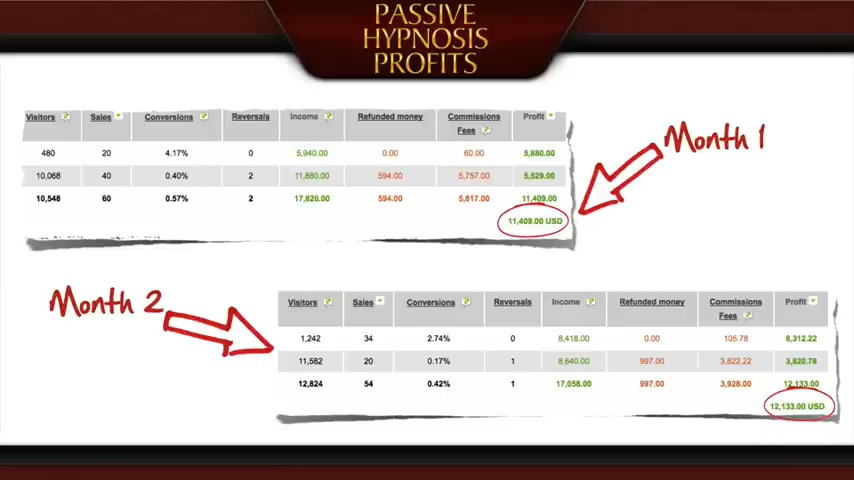 PASSIVE
HYPNOSIS
PROFITS
Visitors Sales Conversions Reversals Income Refunded money Commissions Fees Profit
480 20 4.17% 0 5,940.00 0.00 60.00 5,880.00
10,068 40 0.40% 2 11,880.00 594.00 5,757.00 5,529.00
10,548 60 0.57% 2 17,820.00 594.00 5,817.00 11,409.00
11,409.00 USD
Month 1
Month 2
Visitors Sales Conversions Reversals Income Refunded money Commissions Fees Profit
1,242 34 2.74% 0 8,418.00 0.00 105.78 8,312.22
11,582 20 0.17% 1 8,640.00 997.00 3,822.22 3,820.78
12,824 54 0.42% 1 17,058.00 997.00 3,928.00 12,133.00
12,133.00 USD